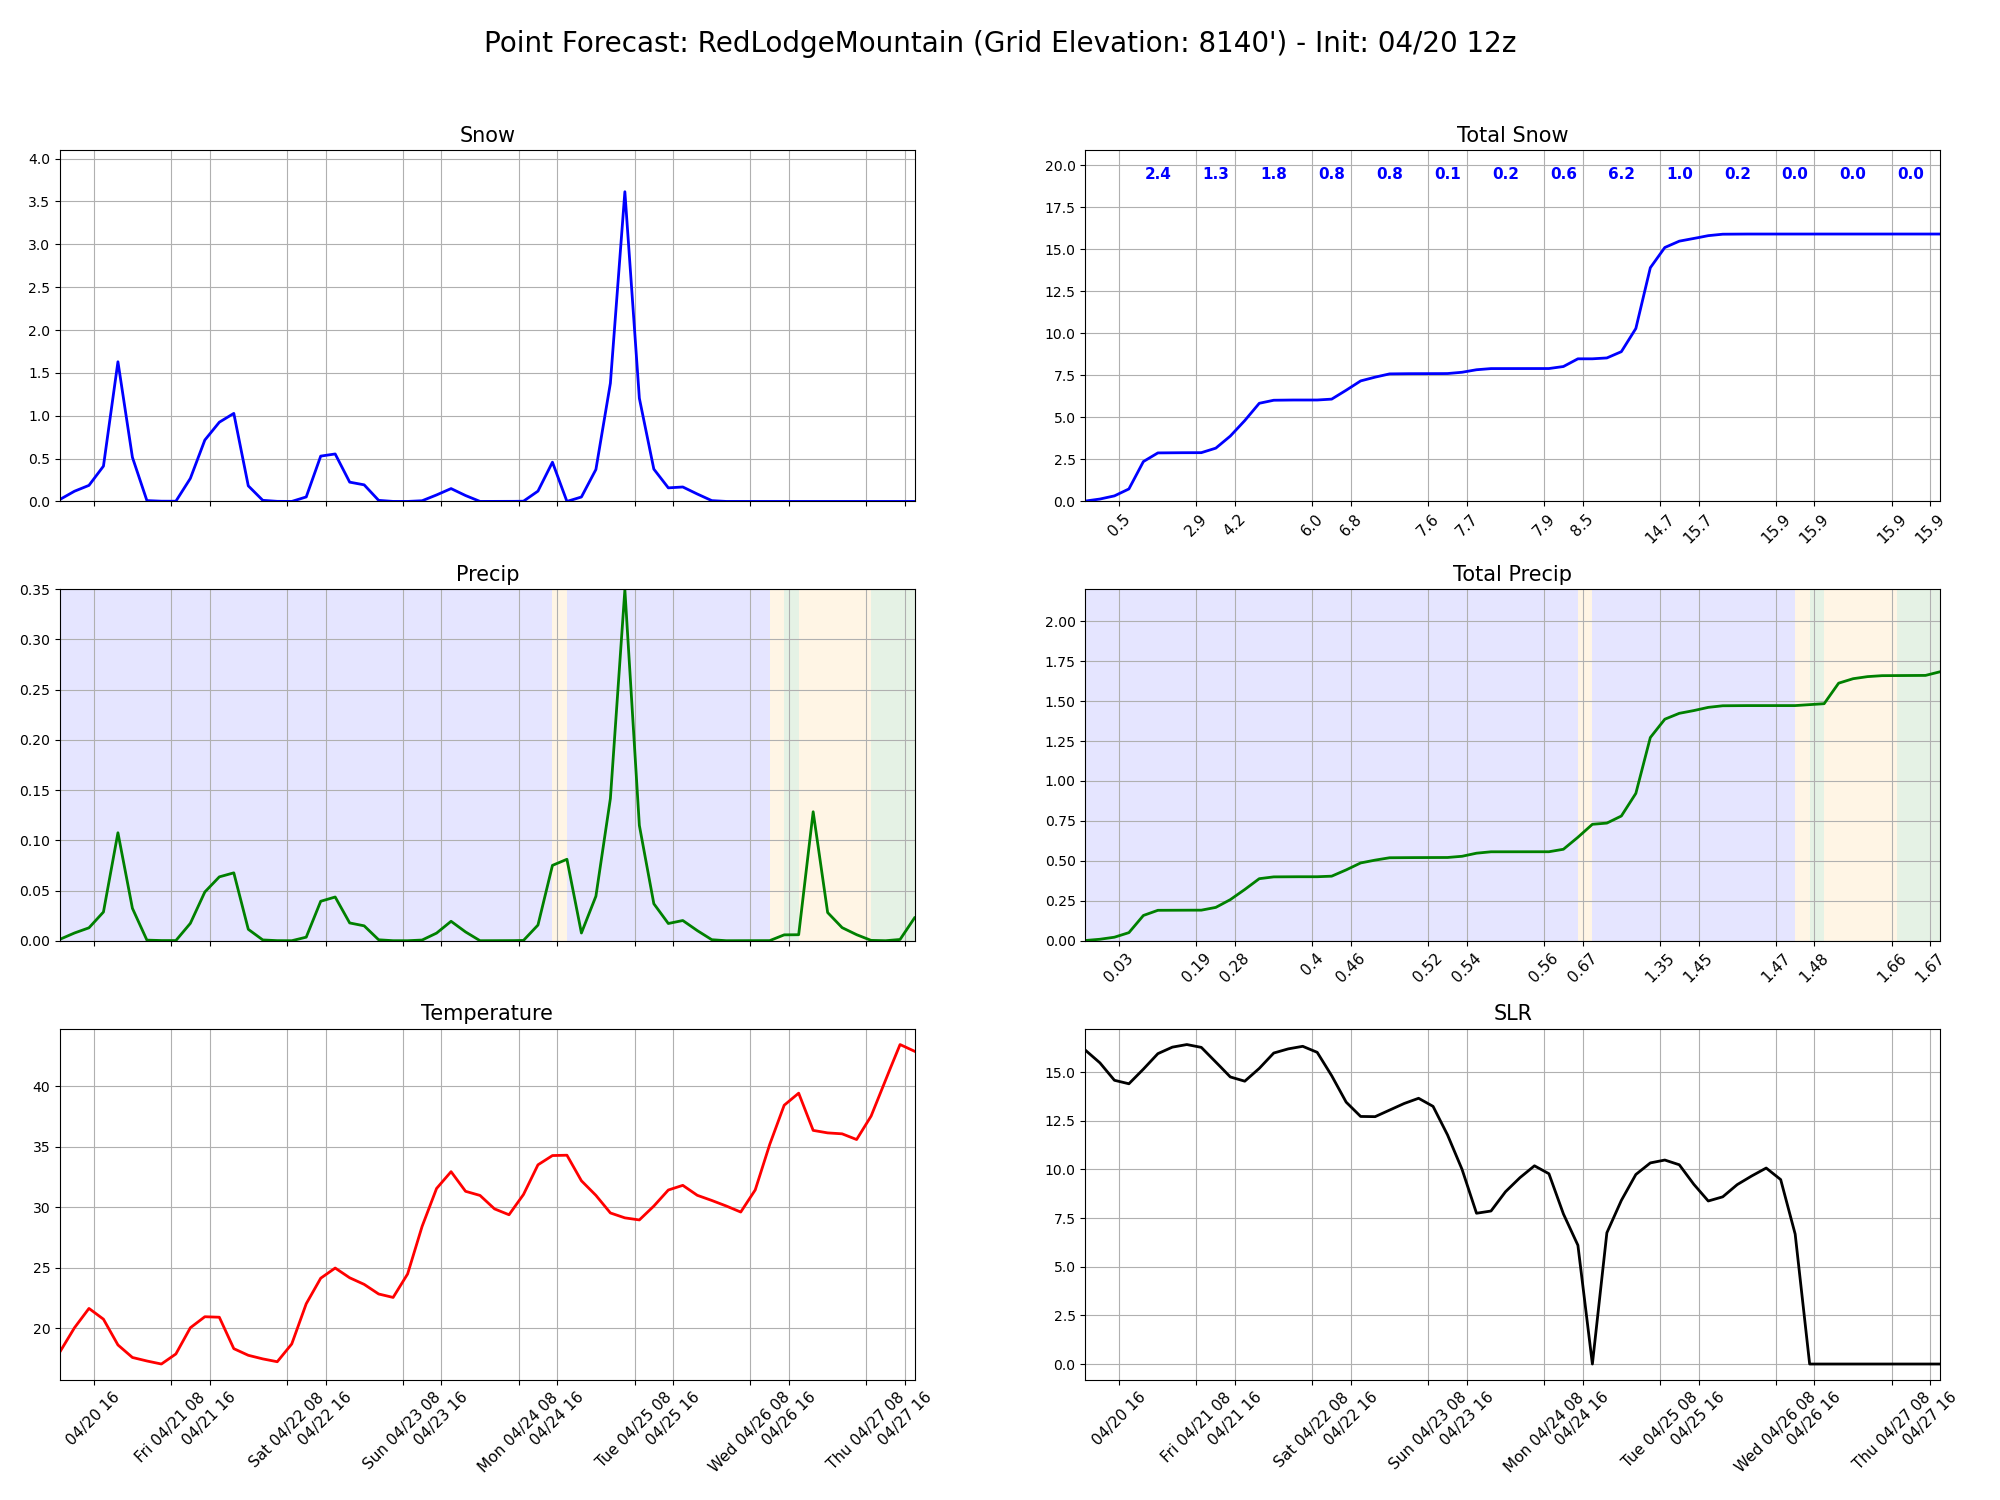 Point Forecast: RedLodgeMountain (Grid Elevation: 8140') - Init: 04/20 12z
Snow
4.0
3.5
3.0
2.5
2.0
1.5
1.0
0.5
0.0
Total Snow
20.0
17.5
15.0
12.5
10.0
7.5
5.0
2.5
0.0
2.4 1.3 1.8 0.8 0.8 0.1 0.2 0.6 6.2 1.0 0.2 0.0 0.0 0.0
0.5 2.9 4.2 6.0 6.8 7.6 7.7 7.9 8.5 14.7 15.7 15.9 15.9 15.9 15.9
Precip
0.35
0.30
0.25
0.20
0.15
0.10
0.05
0.00
Total Precip
2.00
1.75
1.50
1.25
1.00
0.75
0.50
0.25
0.00
0.03 0.19 0.28 0.4 0.46 0.52 0.54 0.56 0.67 1.35 1.45 1.47 1.48 1.66 1.67
Temperature
40
35
30
25
20
04/20 16
Fri 04/21 08
04/21 16
Sat 04/22 08
04/22 16
Sun 04/23 08
04/23 16
Mon 04/24 08
04/24 16
Tue 04/25 08
04/25 16
Wed 04/26 08
04/26 16
Thu 04/27 08
04/27 16
SLR
15.0
12.5
10.0
7.5
5.0
2.5
0.0
04/20 16
Fri 04/21 08
04/21 16
Sat 04/22 08
04/22 16
Sun 04/23 08
04/23 16
Mon 04/24 08
04/24 16
Tue 04/25 08
04/25 16
Wed 04/26 08
04/26 16
Thu 04/27 08
04/27 16